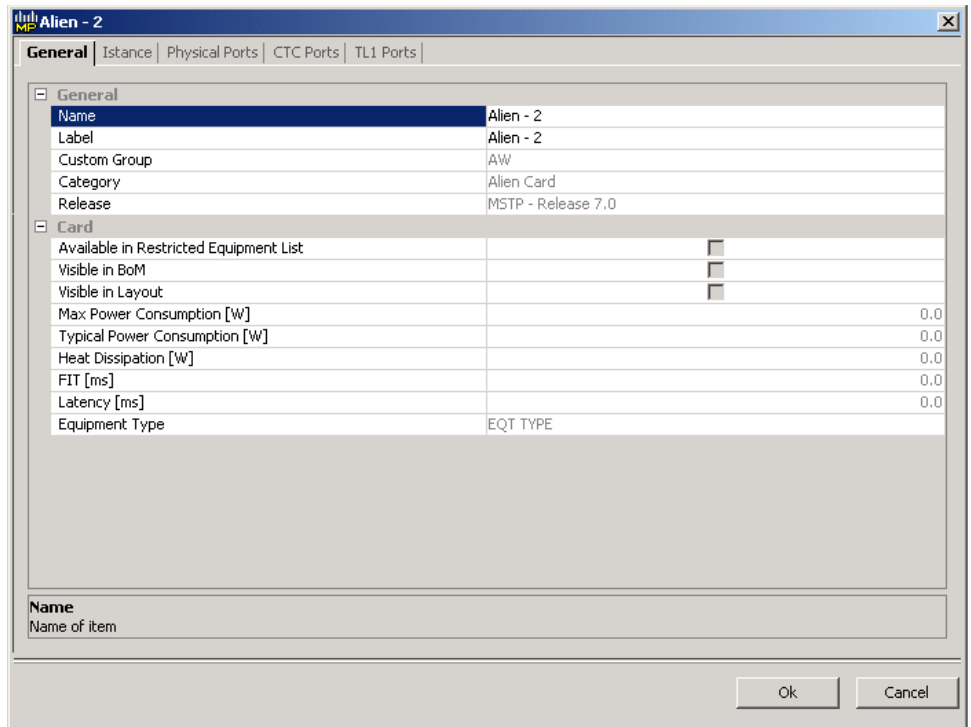 MP Alien - 2
General Istance Physical Ports CTC Ports TL1 Ports
General
Name Alien - 2
Label Alien - 2
Custom Group AW
Category Alien Card
Release MSTP - Release 7.0
Card
Available in Restricted Equipment List
Visible in BoM
Visible in Layout
Max Power Consumption [W] 0.0
Typical Power Consumption [W] 0.0
Heat Dissipation [W] 0.0
FIT [ms] 0.0
Latency [ms] 0.0
Equipment Type EQT TYPE
Name
Name of item
Ok Cancel